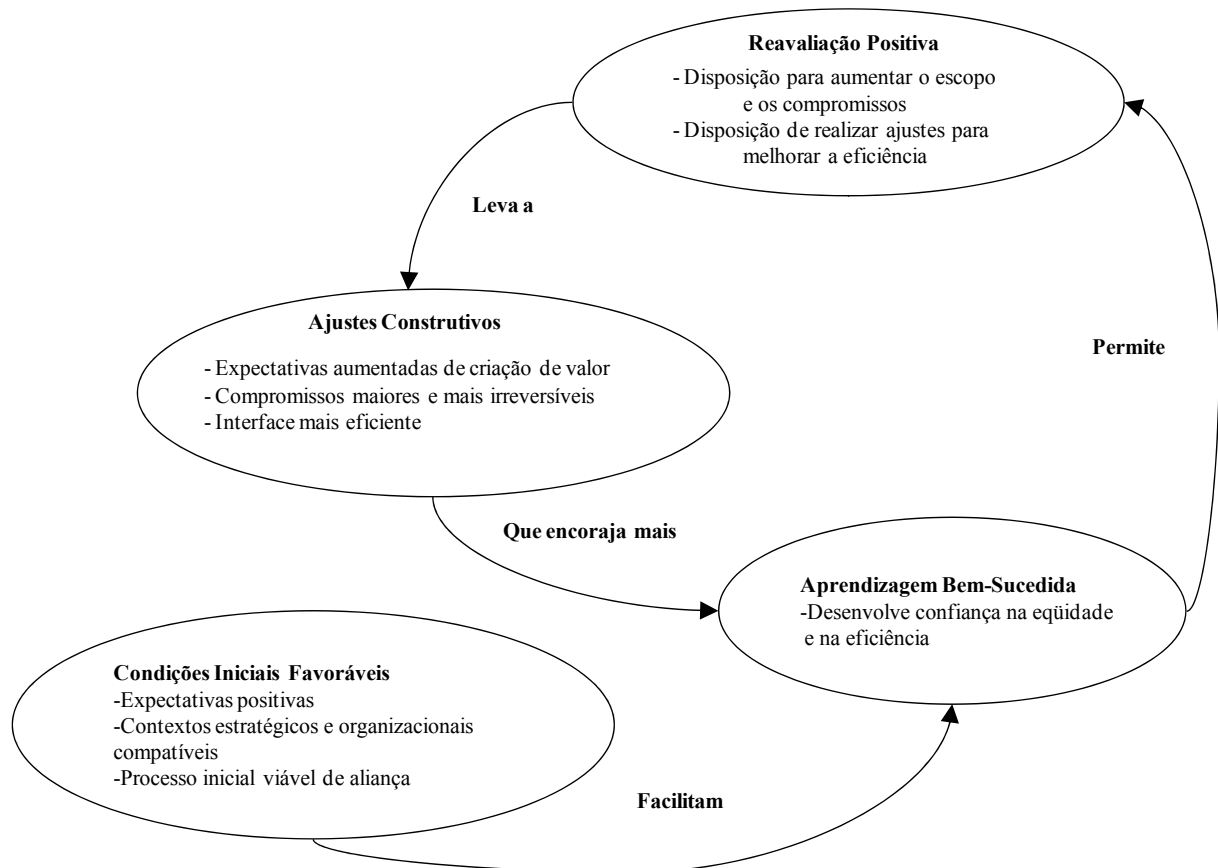 Reavaliação Positiva
- Disposição para aumentar o escopo
e os compromissos
- Disposição de realizar ajustes para
melhorar a eficiência
Leva a
Ajustes Construtivos
- Expectativas aumentadas de criação de valor
- Compromissos maiores e mais irreversíveis
- Interface mais eficiente
Permite
Que encoraja mais
Aprendizagem Bem-Sucedida
-Desenvolve confiança na eqüidade
e na eficiência
Condições Iniciais Favoráveis
-Expectativas positivas
-Contextos estratégicos e organizacionais
compatíveis
-Processo inicial viável de aliança
Facilitam